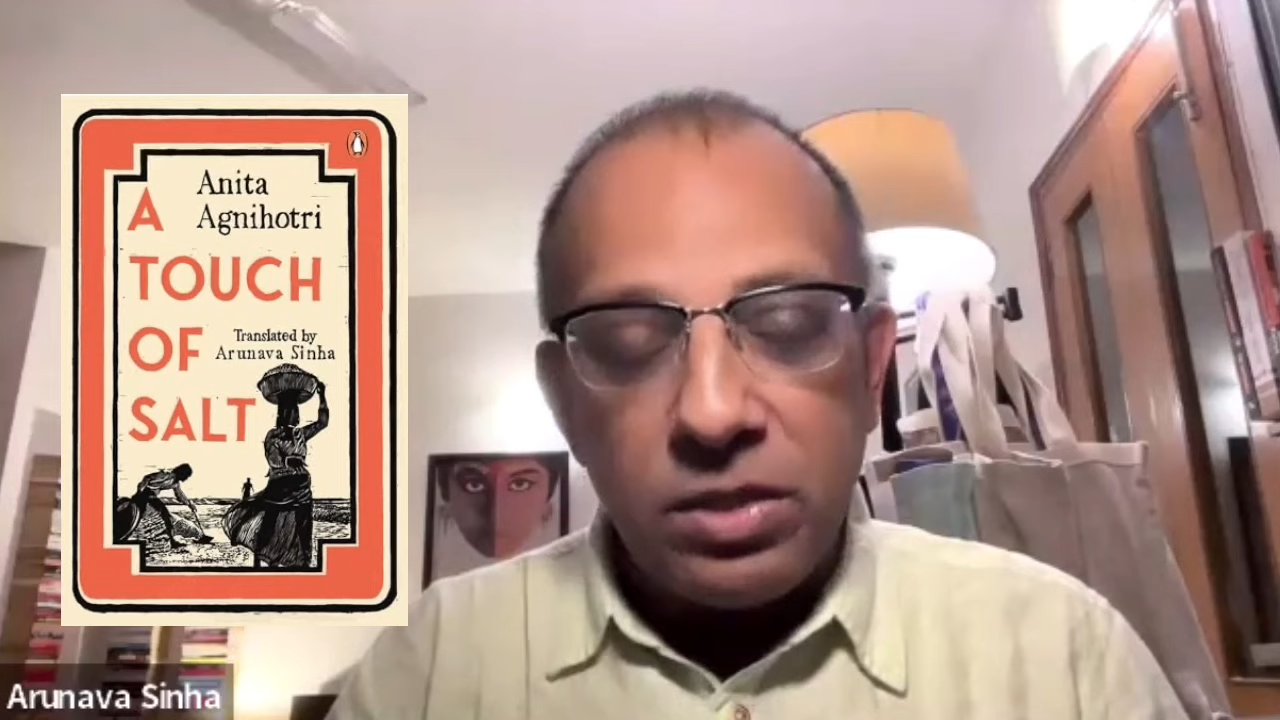 Anita
Agnihotri
A
TOUCH
OF
Translated by
Arunava Sinha
SALT
Arunava Sinha